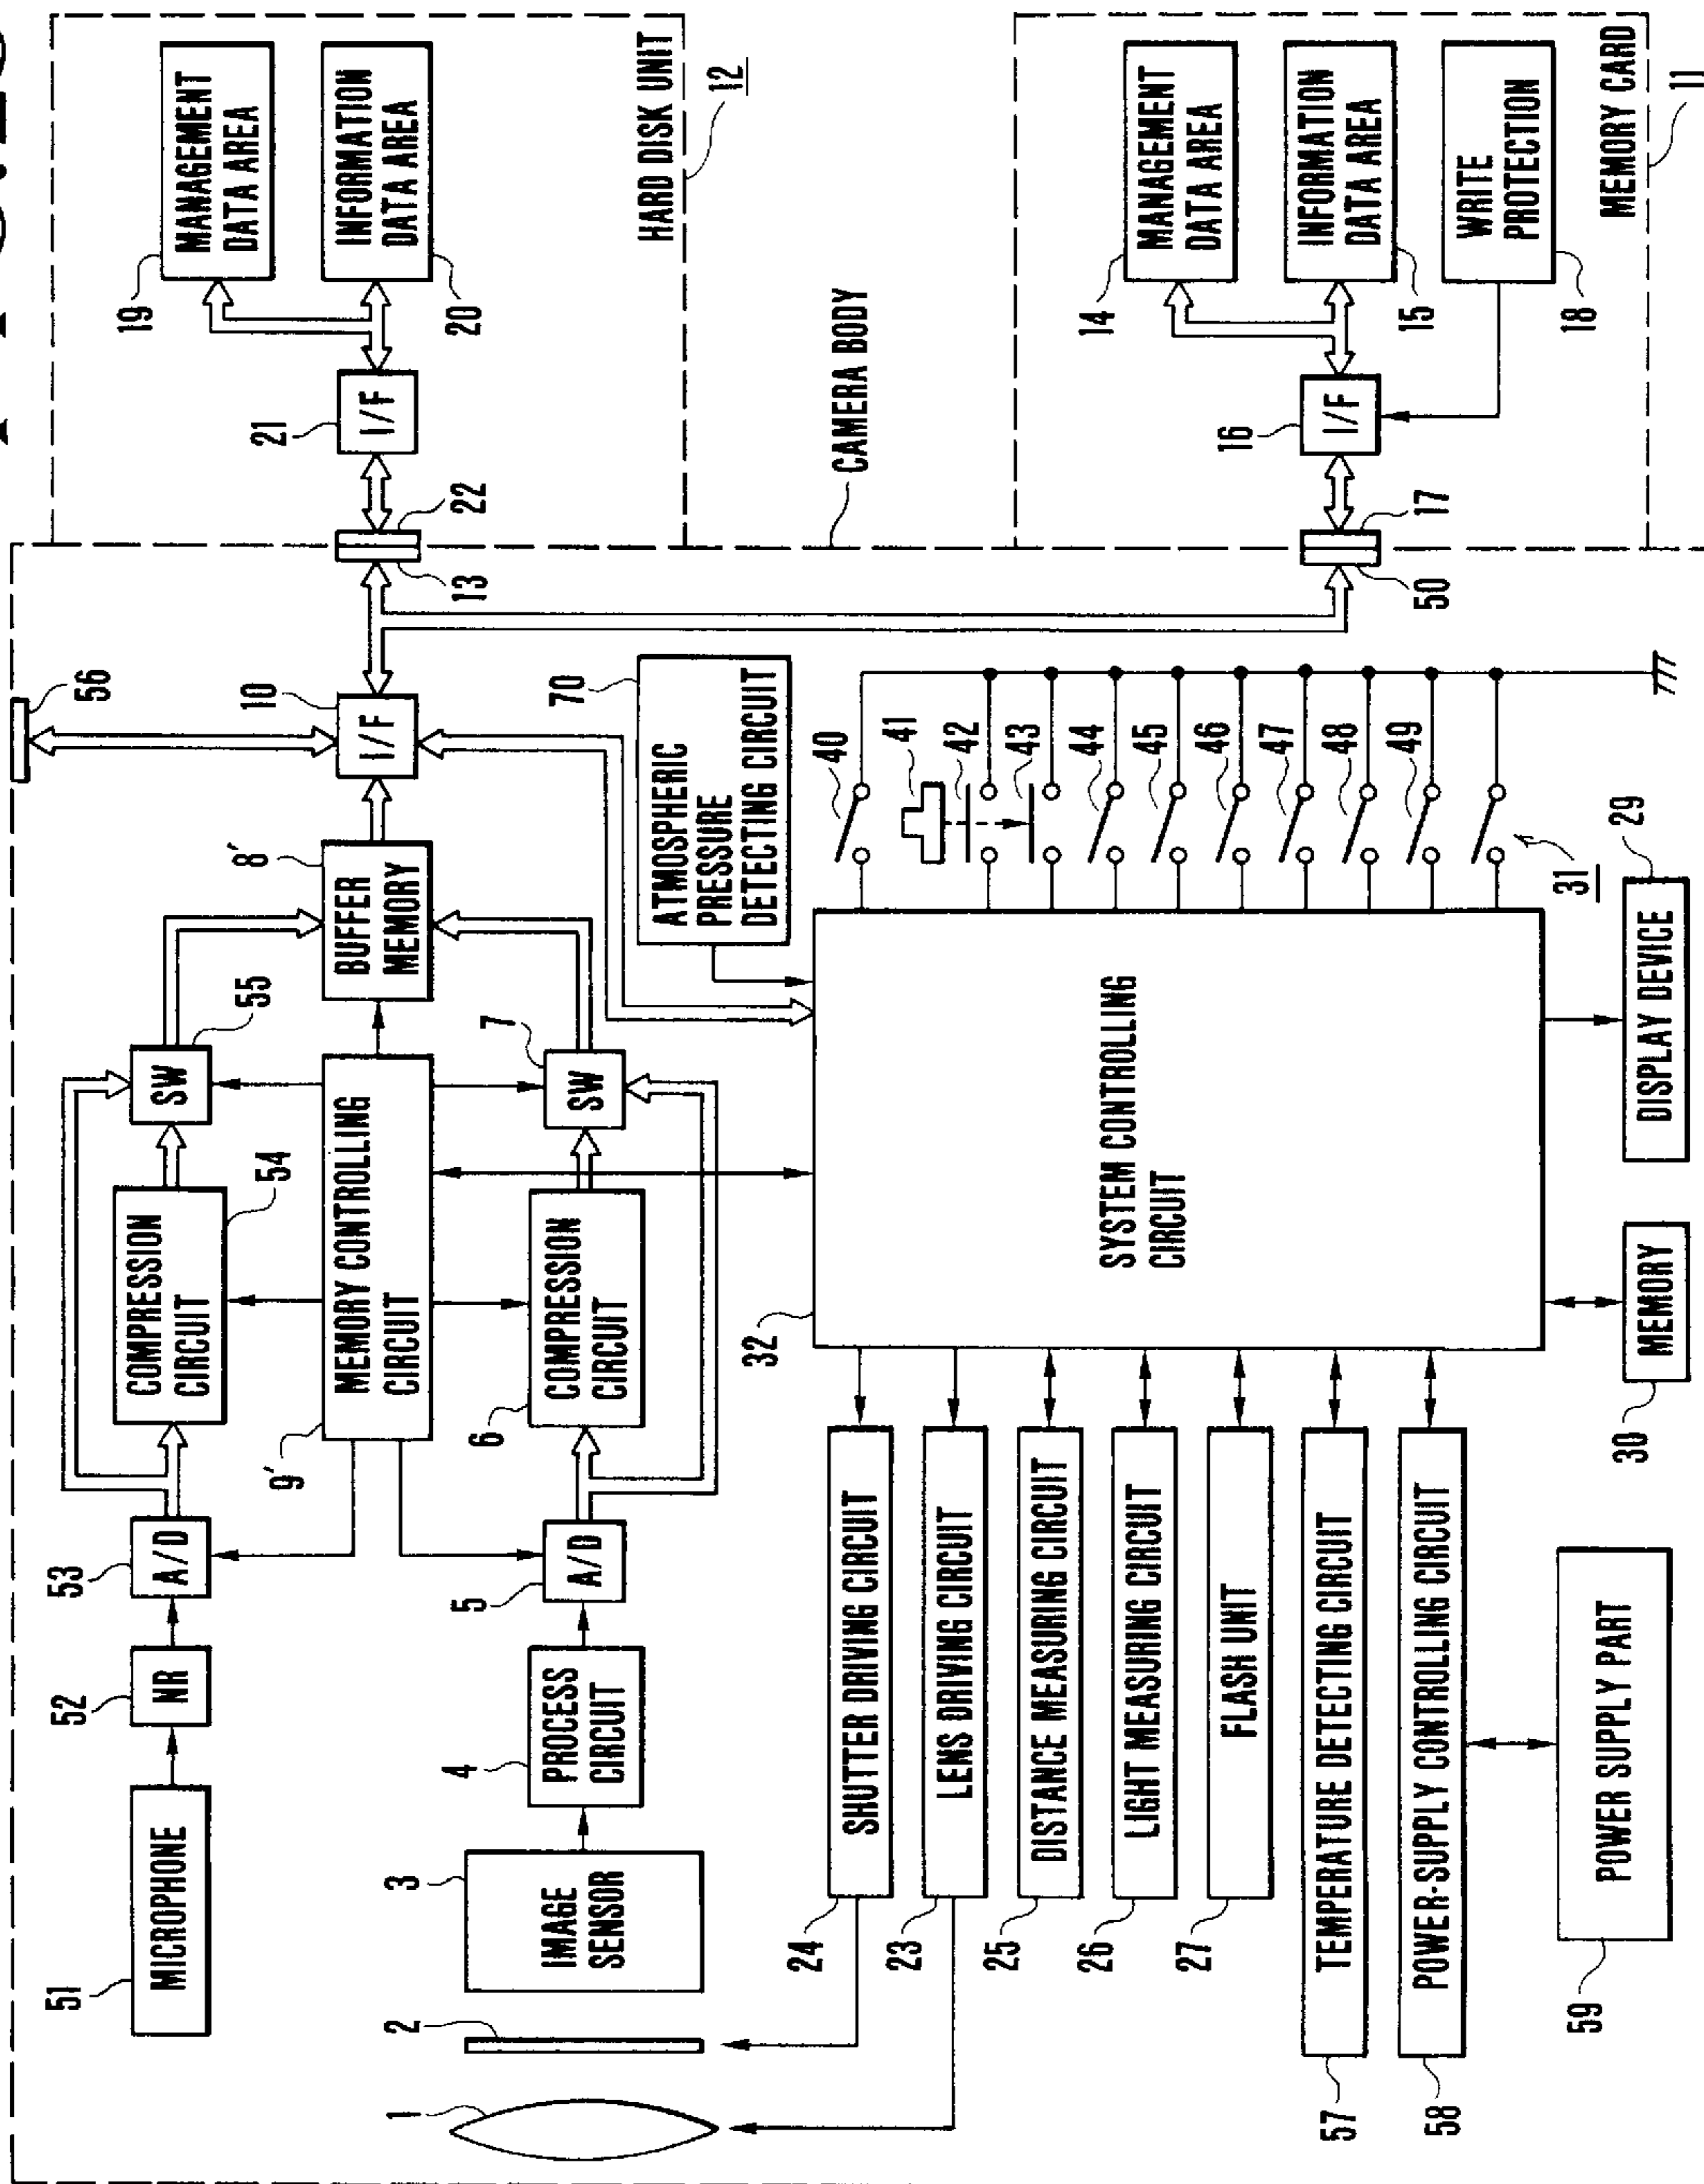 51
MICROPHONE
52
NR
53
A/D
COMPRESSION
CIRCUIT
54
SW
55
56
19
MANAGEMENT
DATA AREA
9'
MEMORY CONTROLLING
CIRCUIT
8'
BUFFER
MEMORY
10
I/F
13
22
21
I/F
INFORMATION
DATA AREA
20
1
2
3
IMAGE
SENSOR
4
PROCESS
CIRCUIT
5
A/D
6
COMPRESSION
CIRCUIT
7
SW
70
ATMOSPHERIC
PRESSURE
DETECTING CIRCUIT
HARD DISK UNIT
12
CAMERA BODY
24
SHUTTER DRIVING CIRCUIT
23
LENS DRIVING CIRCUIT
25
DISTANCE MEASURING CIRCUIT
26
LIGHT MEASURING CIRCUIT
27
FLASH UNIT
57
TEMPERATURE DETECTING CIRCUIT
58
POWER-SUPPLY CONTROLLING CIRCUIT
59
POWER SUPPLY PART
32
SYSTEM CONTROLLING
CIRCUIT
40
41
42
43
44
45
46
47
48
49
31
30
MEMORY
DISPLAY DEVICE
29
14
MANAGEMENT
DATA AREA
16
I/F
INFORMATION
DATA AREA
15
50
17
WRITE
PROTECTION
18
MEMORY CARD
11